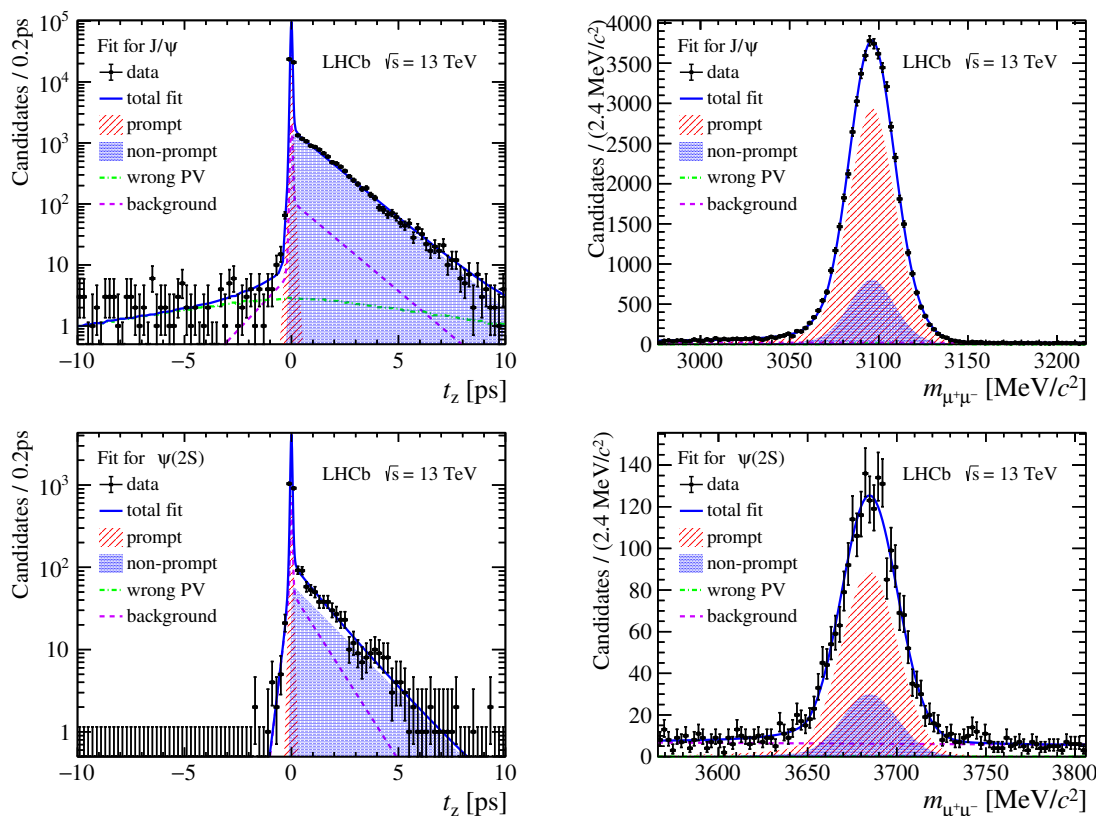 Candidates / 0.2ps
10⁵
10⁴
10³
10²
10
1
Fit for J/ψ
data
total fit
prompt
non-prompt
wrong PV
background
LHCb √s = 13 TeV
−10 −5 0 5 10
t_z [ps]
Candidates / (2.4 MeV/c²)
4000
3500
3000
2500
2000
1500
1000
500
0
Fit for J/ψ
data
total fit
prompt
non-prompt
wrong PV
background
LHCb √s = 13 TeV
3000 3050 3100 3150 3200
m_μ⁺μ⁻ [MeV/c²]
Candidates / 0.2ps
10³
10²
10
1
Fit for ψ(2S)
data
total fit
prompt
non-prompt
wrong PV
background
LHCb √s = 13 TeV
−10 −5 0 5 10
t_z [ps]
Candidates / (2.4 MeV/c²)
140
120
100
80
60
40
20
0
Fit for ψ(2S)
data
total fit
prompt
non-prompt
wrong PV
background
LHCb √s = 13 TeV
3600 3650 3700 3750 3800
m_μ⁺μ⁻ [MeV/c²]